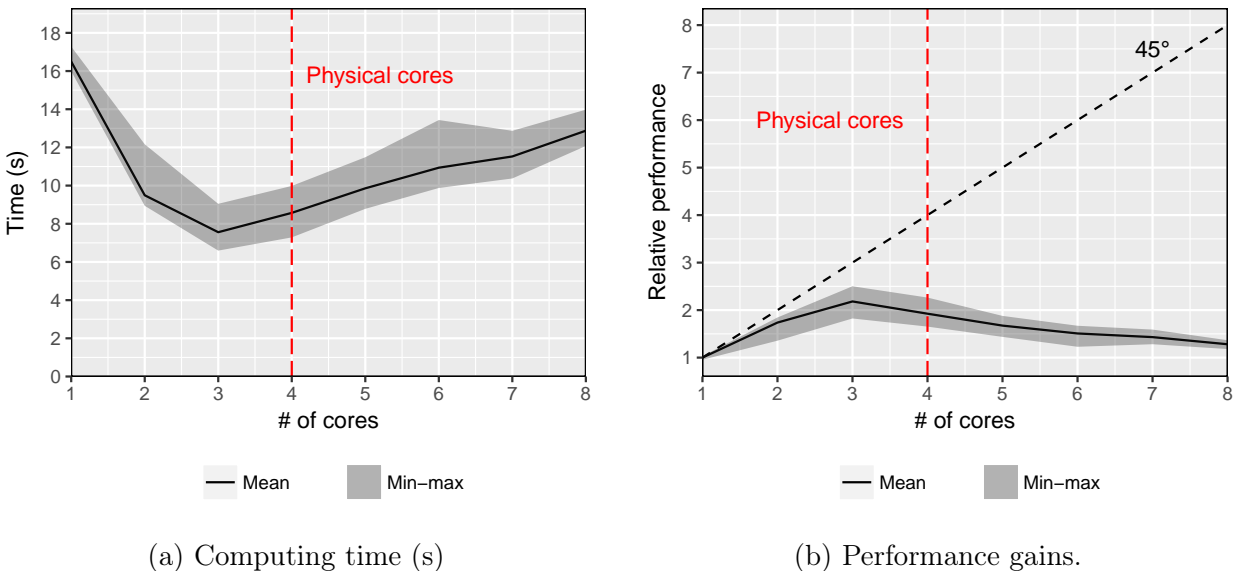 18
16
14
12
10
8
6
4
2
0
Time (s)
Physical cores
1 2 3 4 5 6 7 8
# of cores
Mean Min−max
(a) Computing time (s)
8
7
6
5
4
3
2
1
Relative performance
45°
Physical cores
1 2 3 4 5 6 7 8
# of cores
Mean Min−max
(b) Performance gains.